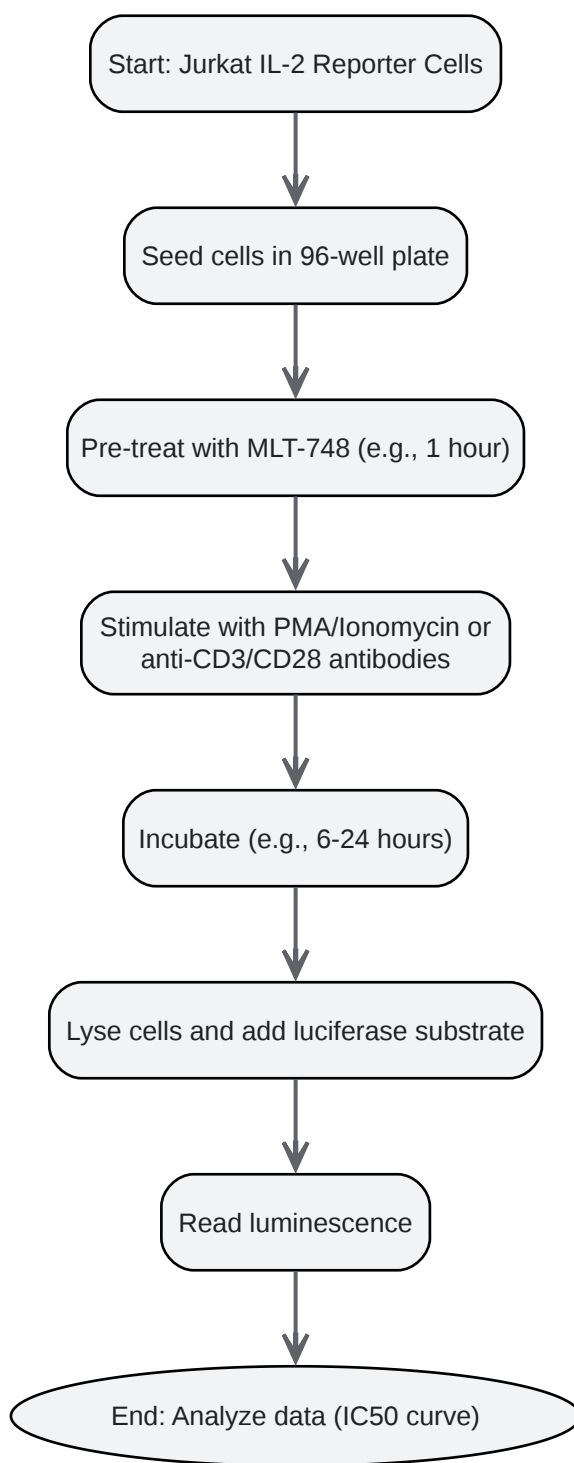 Start: Jurkat IL-2 Reporter Cells
Seed cells in 96-well plate
Pre-treat with MLT-748 (e.g., 1 hour)
Stimulate with PMA/Ionomycin or
anti-CD3/CD28 antibodies
Incubate (e.g., 6-24 hours)
Lyse cells and add luciferase substrate
Read luminescence
End: Analyze data (IC50 curve)